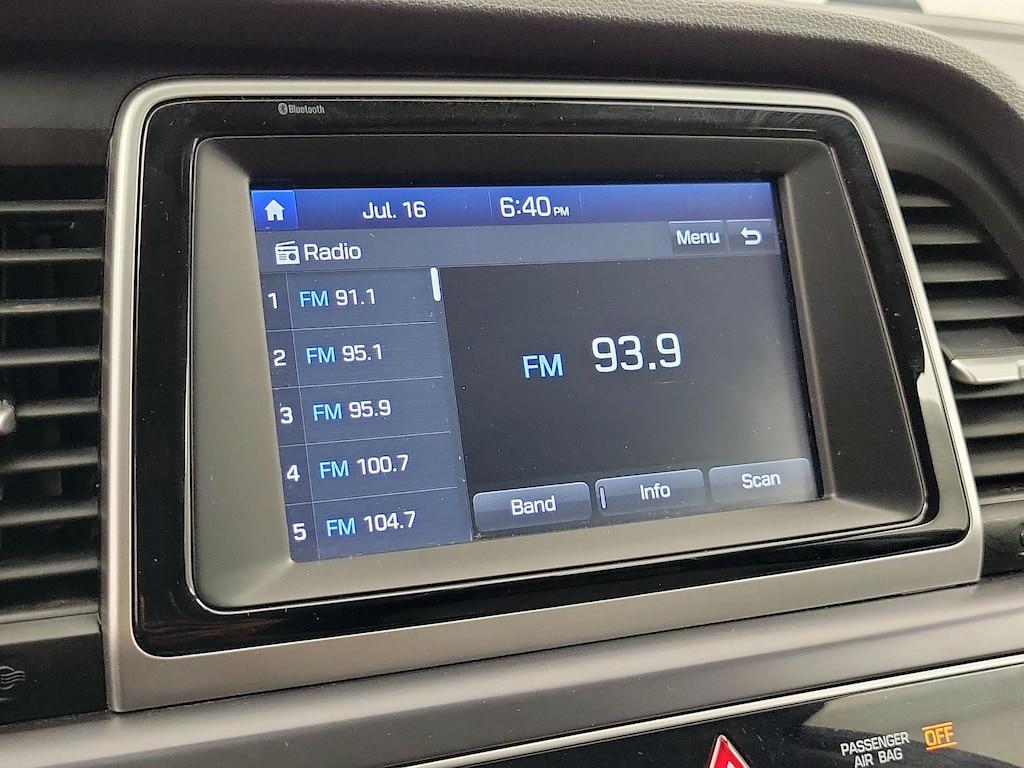 Bluetooth
Jul. 16 6:40 PM
Radio Menu
1 FM 91.1
2 FM 95.1
3 FM 95.9
4 FM 100.7
5 FM 104.7
FM 93.9
Band Info Scan
PASSENGER AIR BAG OFF